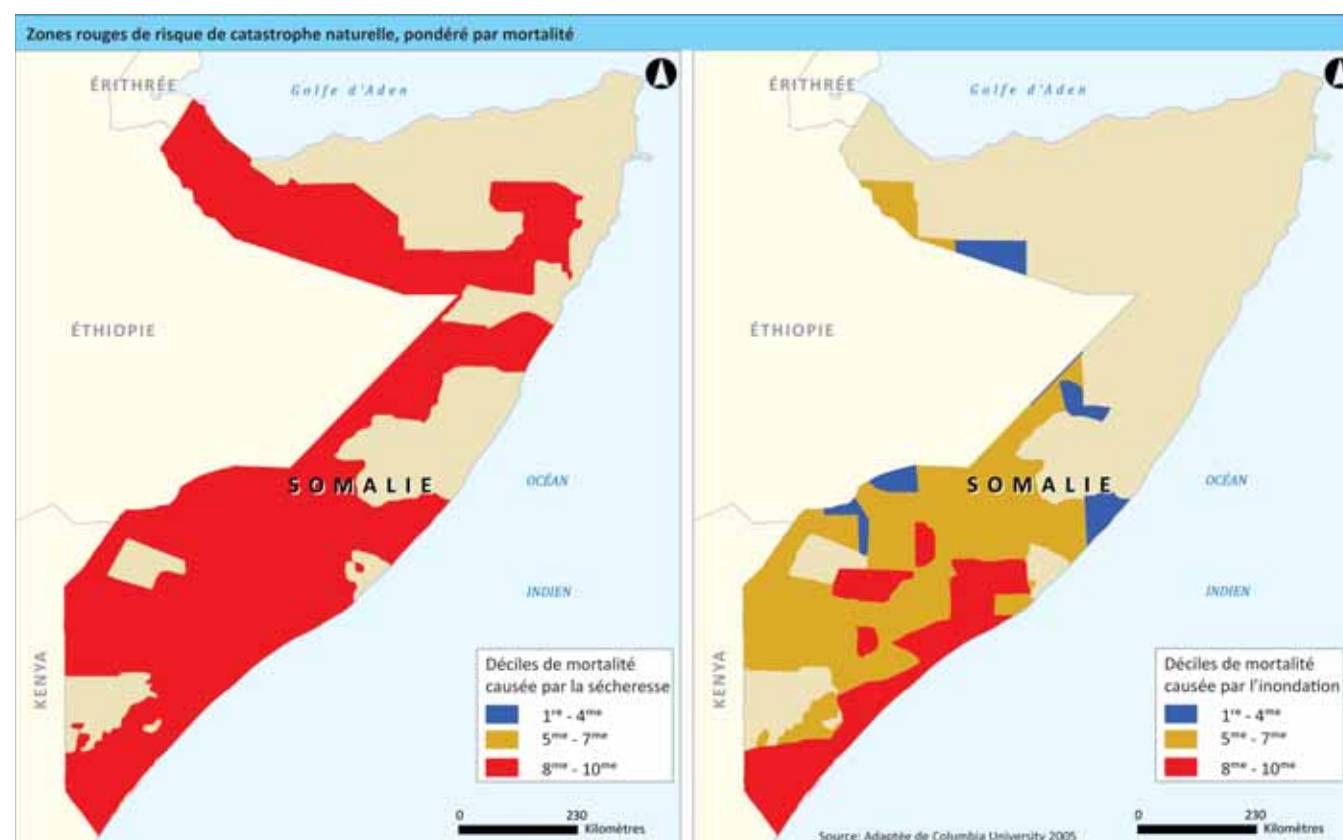 Zones rouges de risque de catastrophe naturelle, pondéré par mortalité
ÉRITHRÉE
Golfe d'Aden
ÉTHIOPIE
SOMALIE
OCÉAN
INDIEN
KENYA
Déciles de mortalité
causée par la sécheresse
1re - 4me
5me - 7me
8me - 10me
0 230
Kilomètres
ÉRITHRÉE
Golfe d'Aden
ÉTHIOPIE
SOMALIE
OCÉAN
INDIEN
KENYA
Déciles de mortalité
causée par l'inondation
1re - 4me
5me - 7me
8me - 10me
0 230
Kilomètres
Source: Adaptée de Columbia University 2005